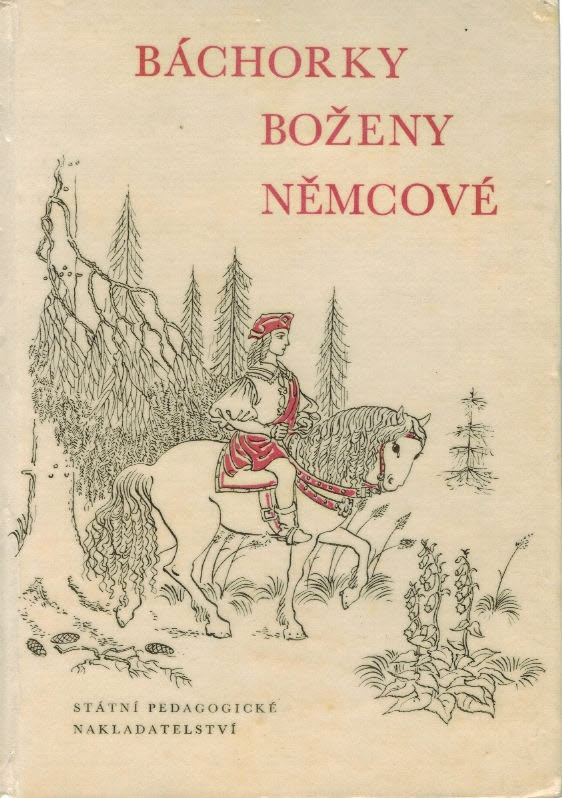 BÁCHORKY
BOŽENY
NĚMCOVÉ
STÁTNÍ PEDAGOGICKÉ
NAKLADATELSTVÍ